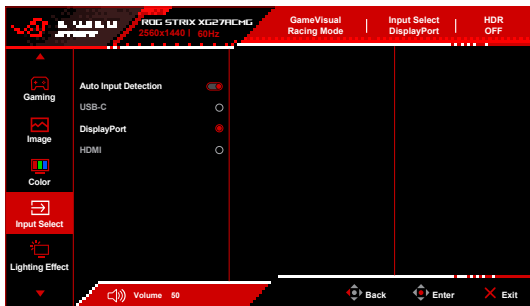 ROG STRIX XG27ACMG
2560x1440 | 60Hz
GameVisual
Racing Mode
Input Select
DisplayPort
HDR
OFF
Gaming
Image
Color
Input Select
Lighting Effect
Auto Input Detection
USB-C
DisplayPort
HDMI
Volume 50
Back
Enter
Exit